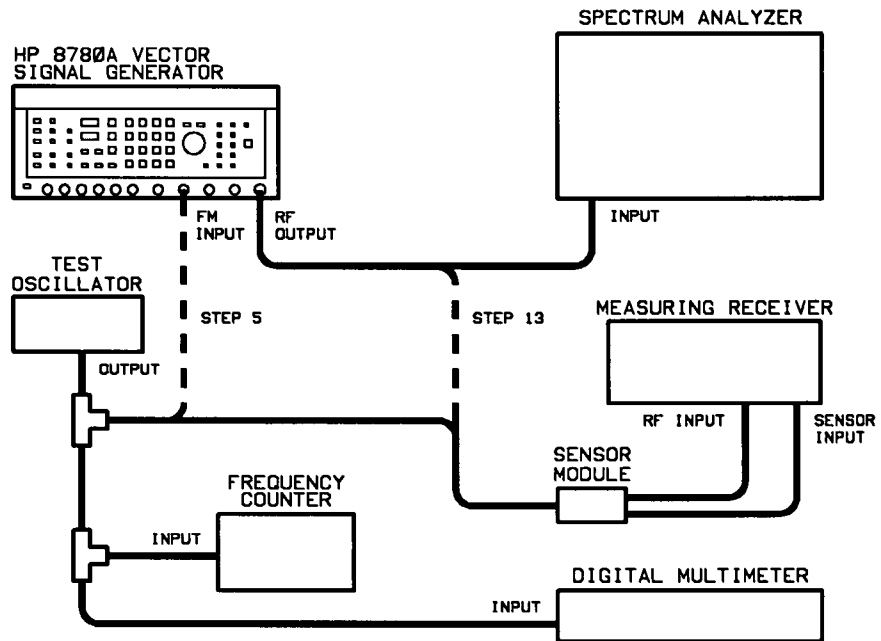 SPECTRUM ANALYZER
HP 8780A VECTOR
SIGNAL GENERATOR
FM
INPUT
RF
OUTPUT
INPUT
TEST
OSCILLATOR
STEP 5
STEP 13
MEASURING RECEIVER
OUTPUT
RF INPUT
SENSOR
INPUT
SENSOR
MODULE
FREQUENCY
COUNTER
INPUT
DIGITAL MULTIMETER
INPUT